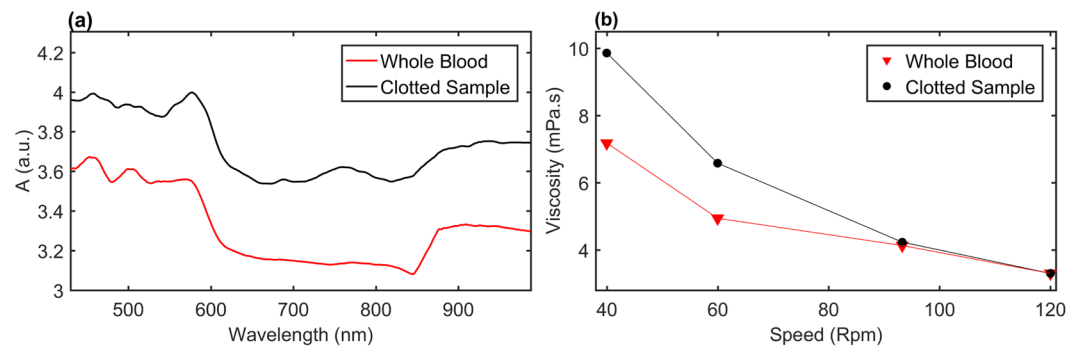 (a)
4.2
4
3.8
3.6
3.4
3.2
3
A (a.u.)
500
600
700
800
900
Wavelength (nm)
Whole Blood
Clotted Sample
(b)
10
8
6
4
Viscosity (mPa.s)
40
60
80
100
120
Speed (Rpm)
Whole Blood
Clotted Sample